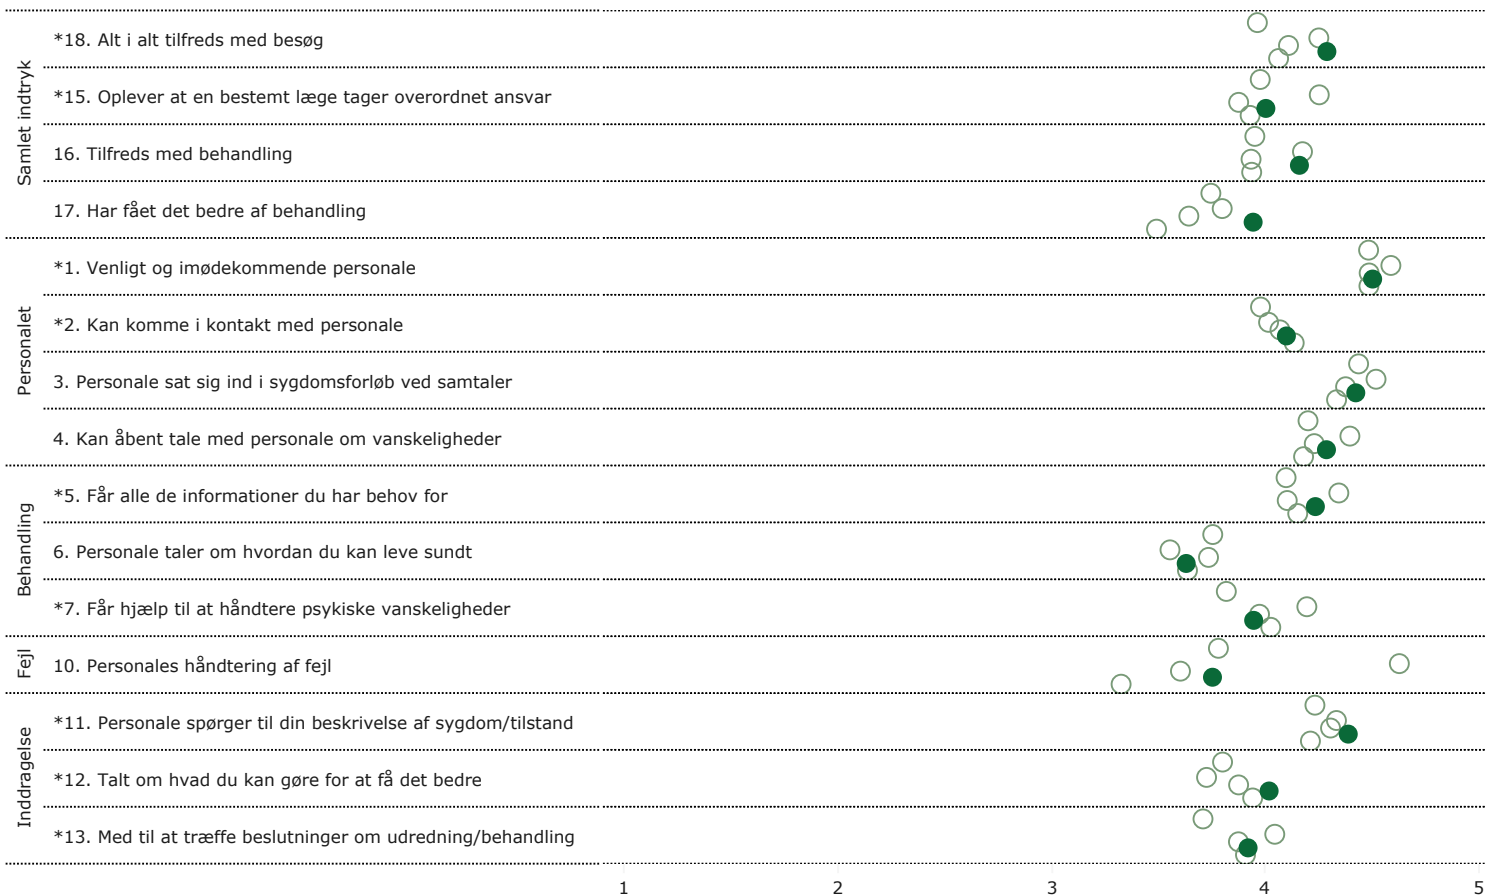 Samlet indtryk
*18. Alt i alt tilfreds med besøg
*15. Oplever at en bestemt læge tager overordnet ansvar
16. Tilfreds med behandling
17. Har fået det bedre af behandling
Personalet
*1. Venligt og imødekommende personale
*2. Kan komme i kontakt med personale
3. Personale sat sig ind i sygdomsforløb ved samtaler
4. Kan åbent tale med personale om vanskeligheder
Behandling
*5. Får alle de informationer du har behov for
6. Personale taler om hvordan du kan leve sundt
*7. Får hjælp til at håndtere psykiske vanskeligheder
Fejl
10. Personales håndtering af fejl
Inddragelse
*11. Personale spørger til din beskrivelse af sygdom/tilstand
*12. Talt om hvad du kan gøre for at få det bedre
*13. Med til at træffe beslutninger om udredning/behandling
1 2 3 4 5